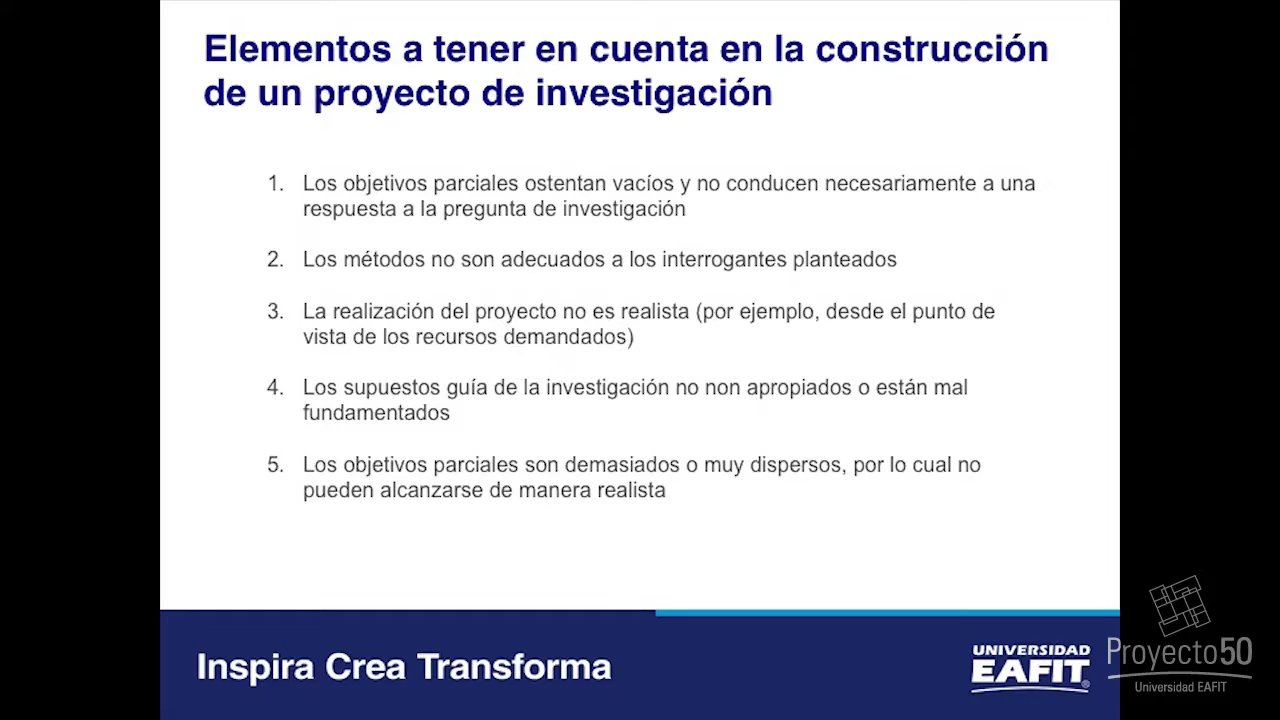 Elementos a tener en cuenta en la construcción
de un proyecto de investigación
1. Los objetivos parciales ostentan vacíos y no conducen necesariamente a una
respuesta a la pregunta de investigación
2. Los métodos no son adecuados a los interrogantes planteados
3. La realización del proyecto no es realista (por ejemplo, desde el punto de
vista de los recursos demandados)
4. Los supuestos guía de la investigación no non apropiados o están mal
fundamentados
5. Los objetivos parciales son demasiados o muy dispersos, por lo cual no
pueden alcanzarse de manera realista
Inspira Crea Transforma
UNIVERSIDAD
EAFIT®
Proyecto50
Universidad EAFIT